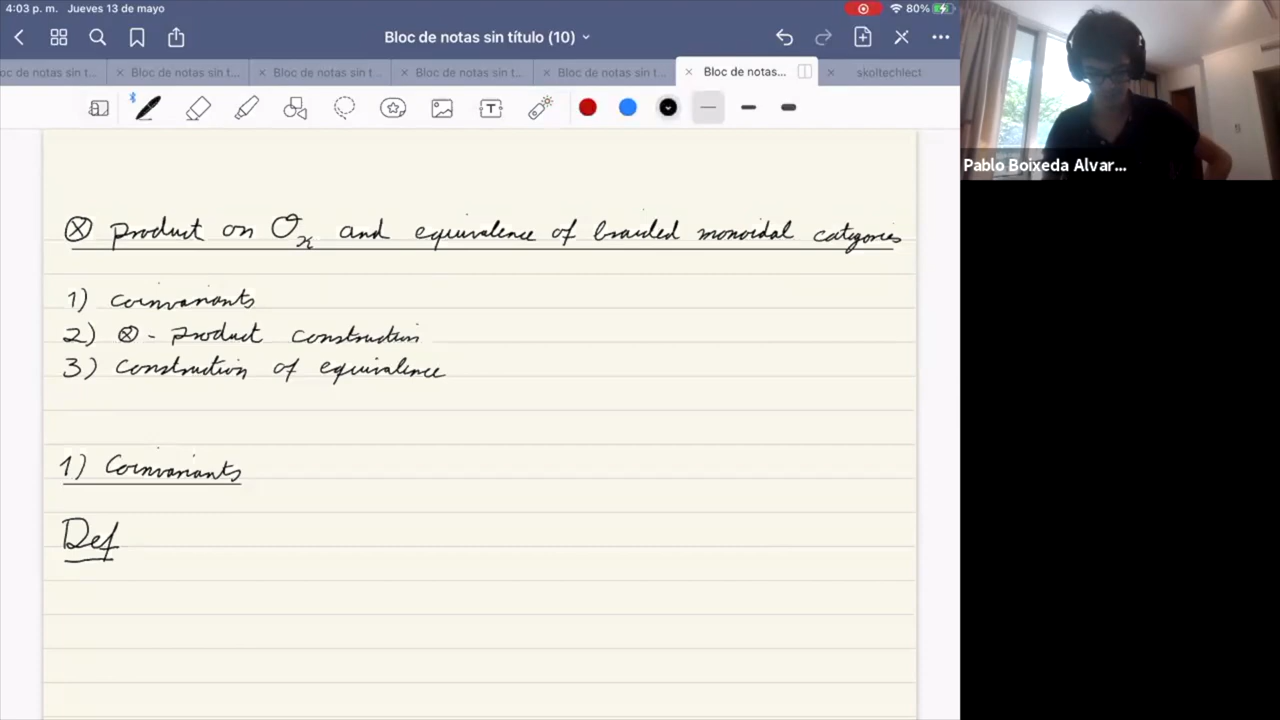 4:03 p. m. Jueves 13 de mayo
80%
Bloc de notas sin título (10)
oc de notas sin t...
Bloc de notas sin t...
Bloc de notas sin t...
Bloc de notas sin t...
Bloc de notas sin t...
Bloc de notas...
skoltechlect
Pablo Boixeda Alvar...
⊗ product on O_κ and equivalence of braided monoidal categories
1) Coinvariants
2) ⊗ - product construction
3) Construction of equivalence
1) Coinvariants
Def